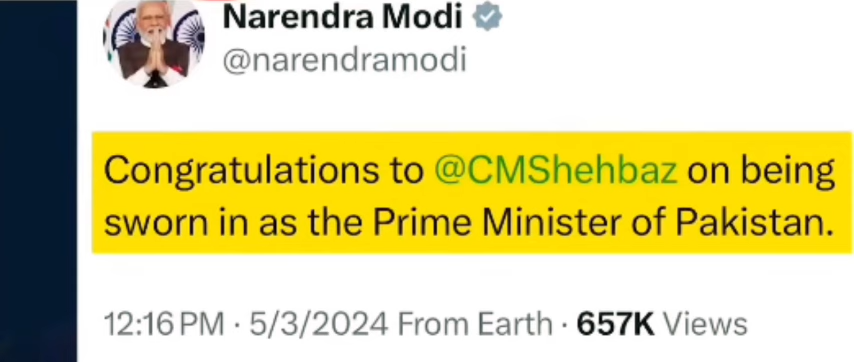 Narendra Modi
@narendramodi
Congratulations to @CMShehbaz on being
sworn in as the Prime Minister of Pakistan.
12:16 PM · 5/3/2024 From Earth · 657K Views